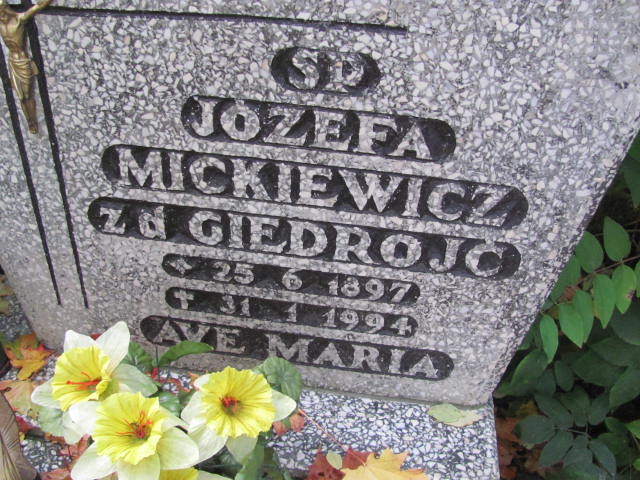 ŚP
JÓZEFA
MICKIEWICZ
z d GIEDROJĆ
* 25 6 1897
✝ 31 1 1994
AVE MARIA